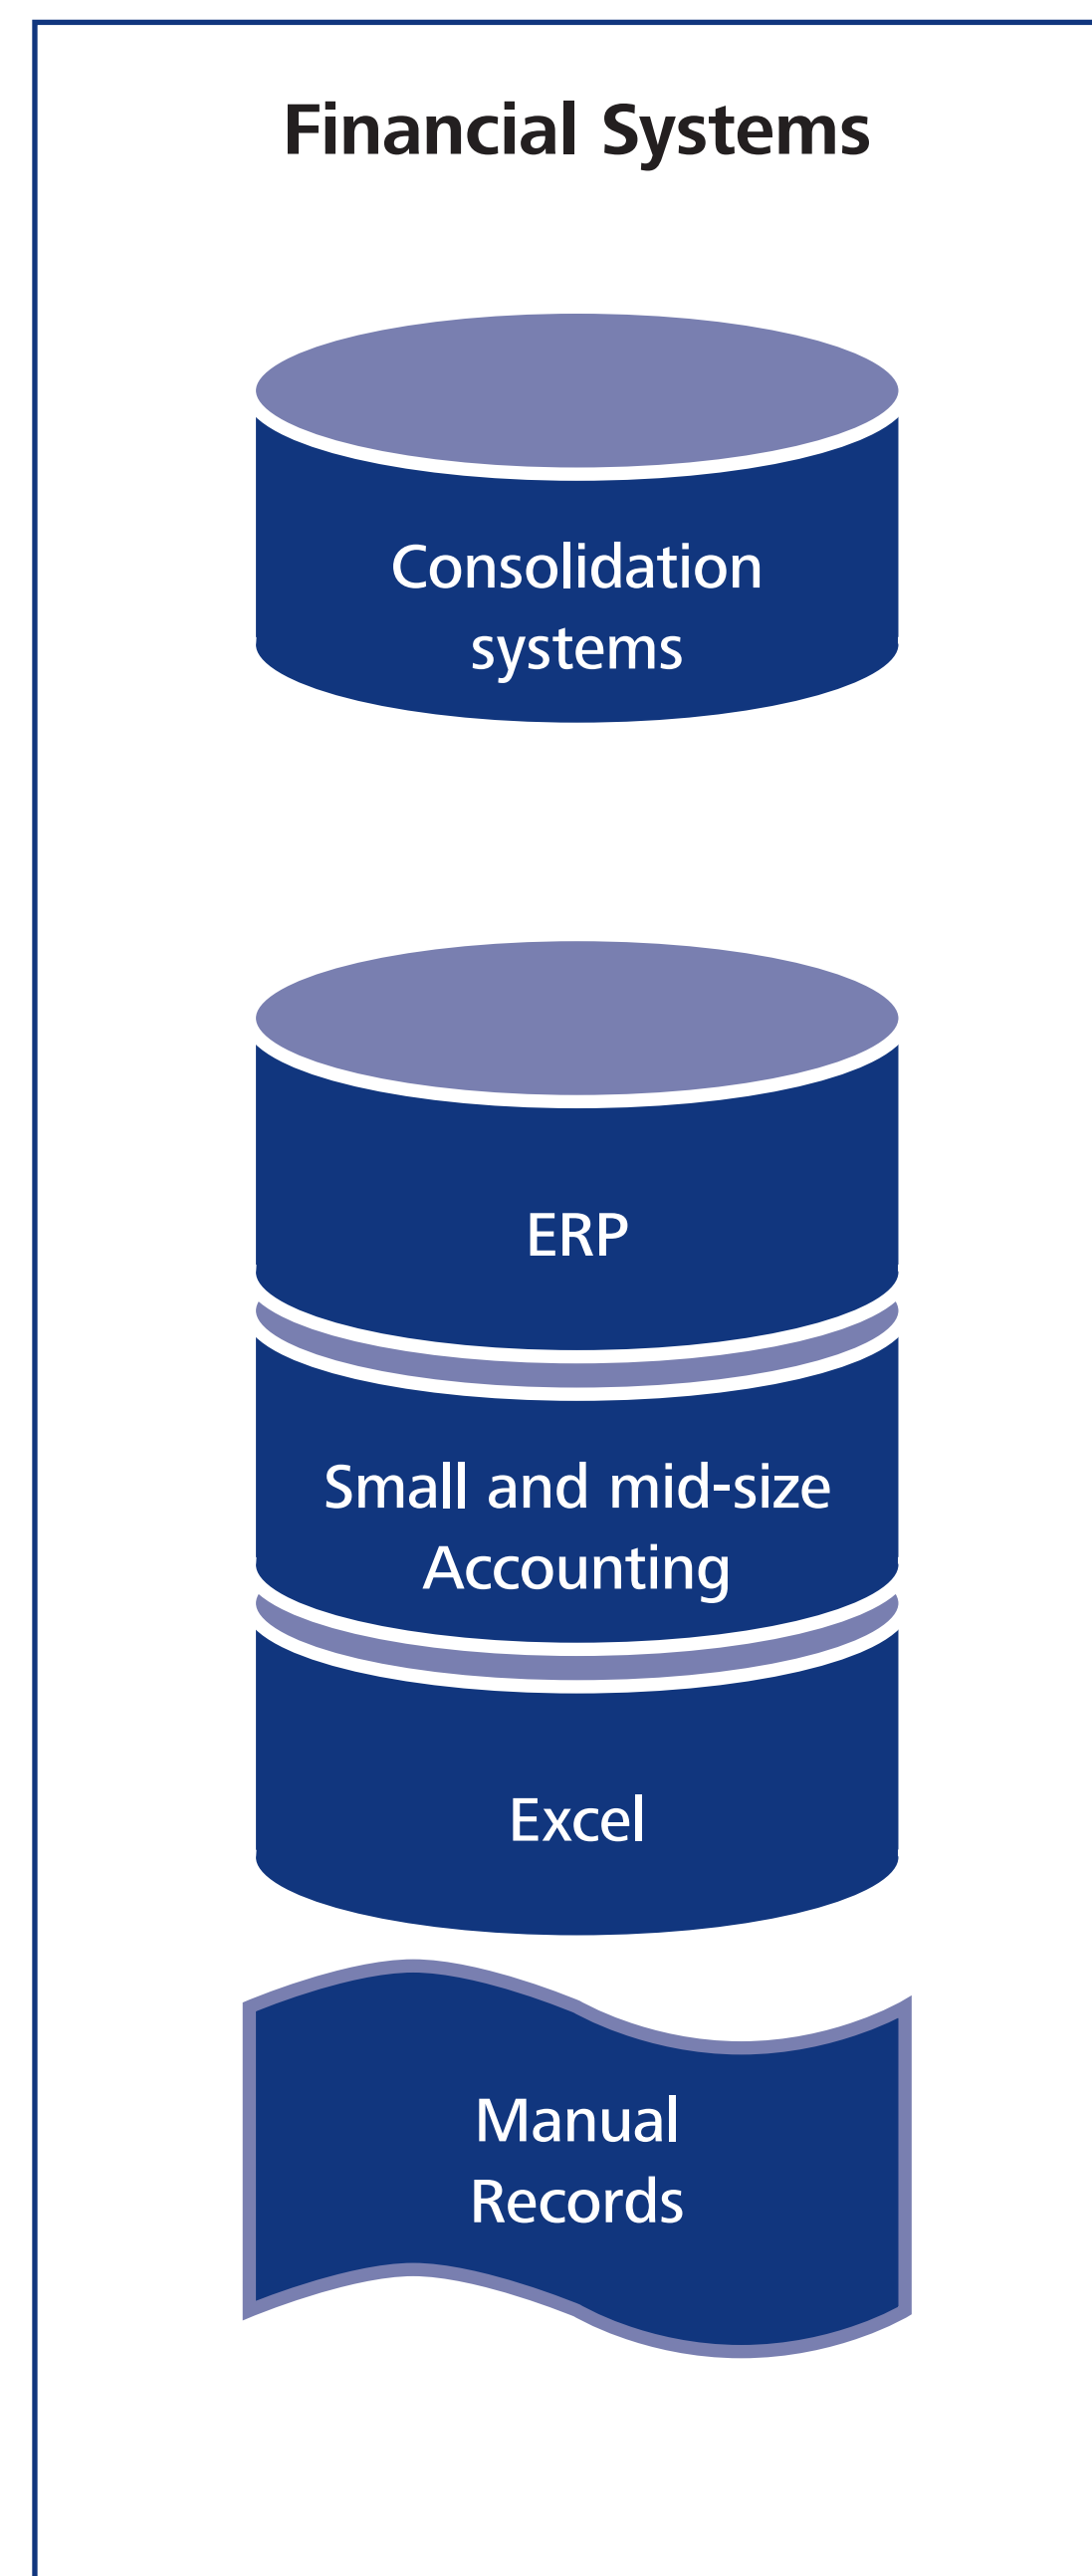 Financial Systems
Consolidation
systems
ERP
Small and mid-size
Accounting
Excel
Manual
Records